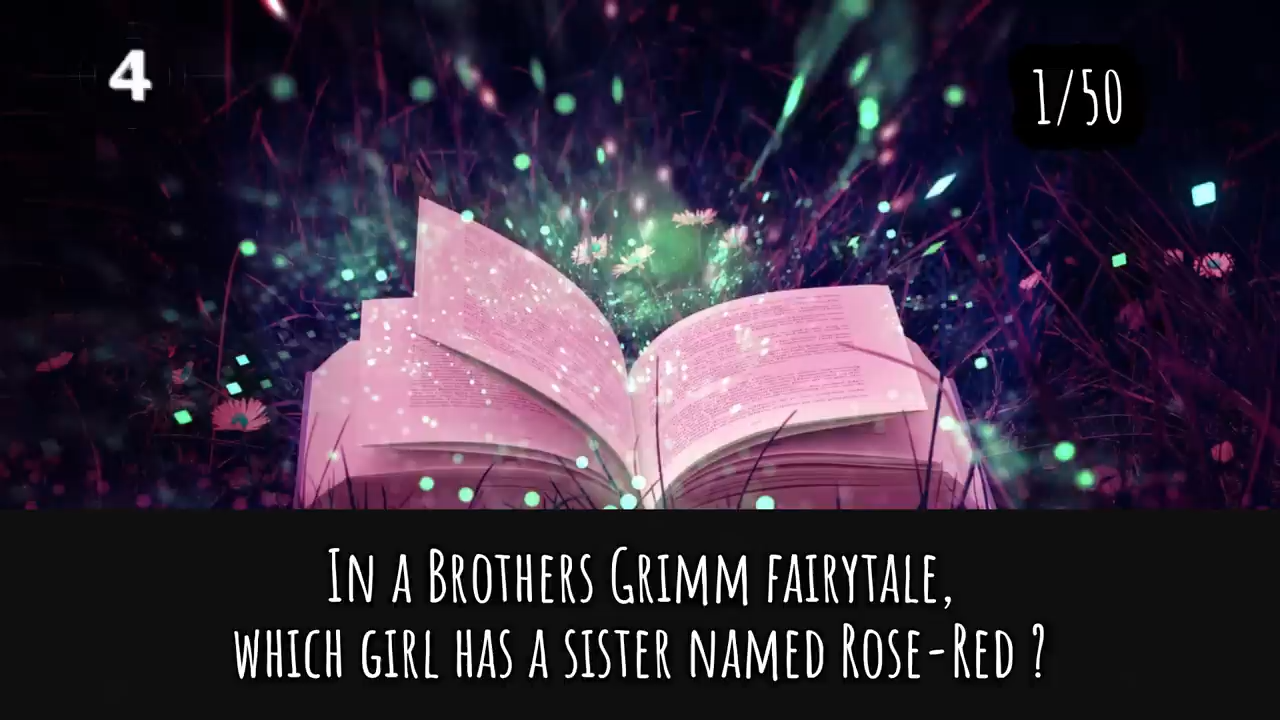 4
1/50
In a Brothers Grimm fairytale,
which girl has a sister named Rose-Red ?